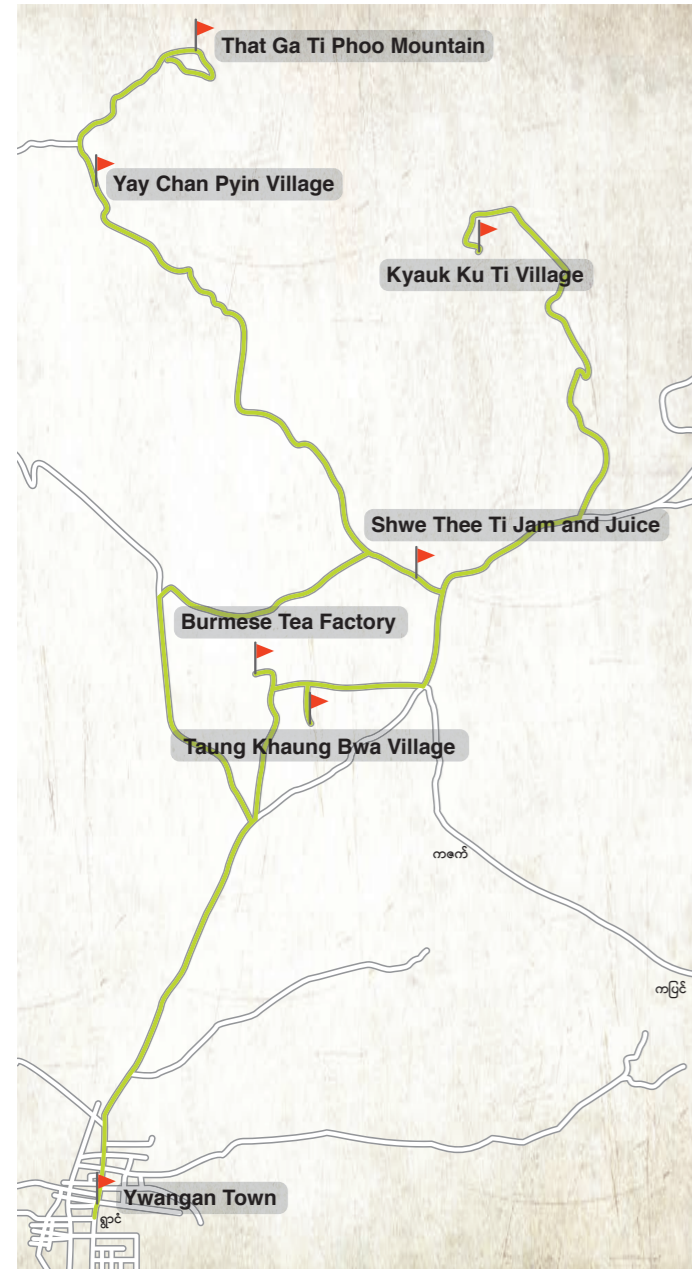 That Ga Ti Phoo Mountain
Yay Chan Pyin Village
Kyauk Ku Ti Village
Shwe Thee Ti Jam and Juice
Burmese Tea Factory
Taung Khaung Bwa Village
ကဇက်
ကပြင်
Ywangan Town
ရွာငံ